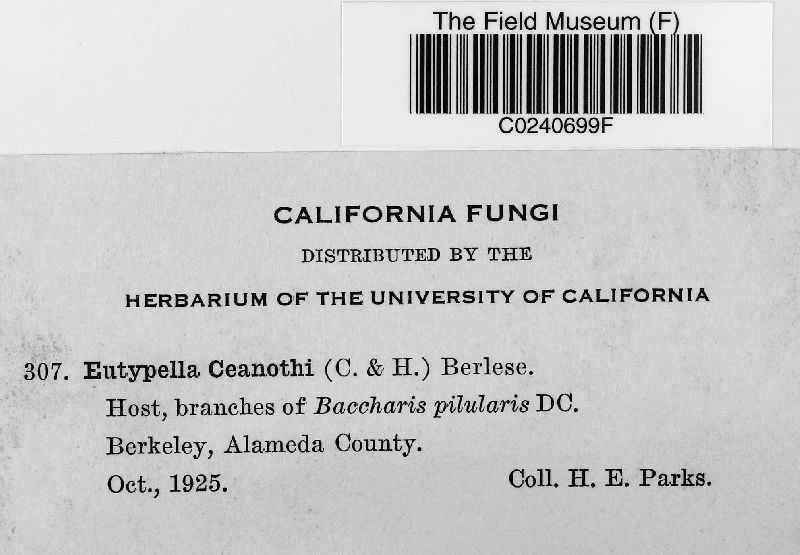 The Field Museum (F)
C0240699F
CALIFORNIA FUNGI
DISTRIBUTED BY THE
HERBARIUM OF THE UNIVERSITY OF CALIFORNIA
307. Eutypella Ceanothi (C. & H.) Berlese.
Host, branches of Baccharis pilularis DC.
Berkeley, Alameda County.
Oct., 1925. Coll. H. E. Parks.